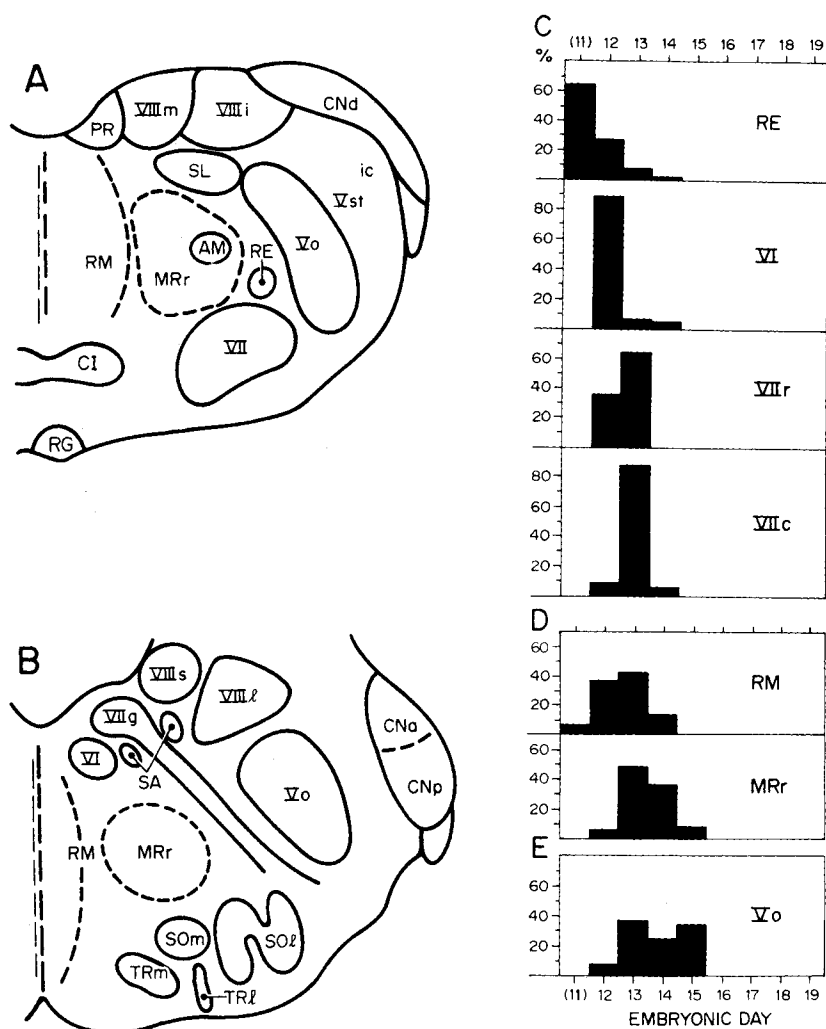 A
PR
VIIIm
VIIIi
CNd
SL
ic
Vst
RM
MRr
AM
RE
Vo
VII
CI
RG
B
VIIIs
VIIIl
VIIg
VI
SA
Vo
CNa
CNp
RM
MRr
SOm
SOl
TRm
TRl
C
(11) 12 13 14 15 16 17 18 19
%
60
40
20
RE
80
60
40
20
VI
60
40
20
VIIr
80
60
40
20
VIIc
D
60
40
20
RM
60
40
20
MRr
E
60
40
20
Vo
(11) 12 13 14 15 16 17 18 19
EMBRYONIC DAY